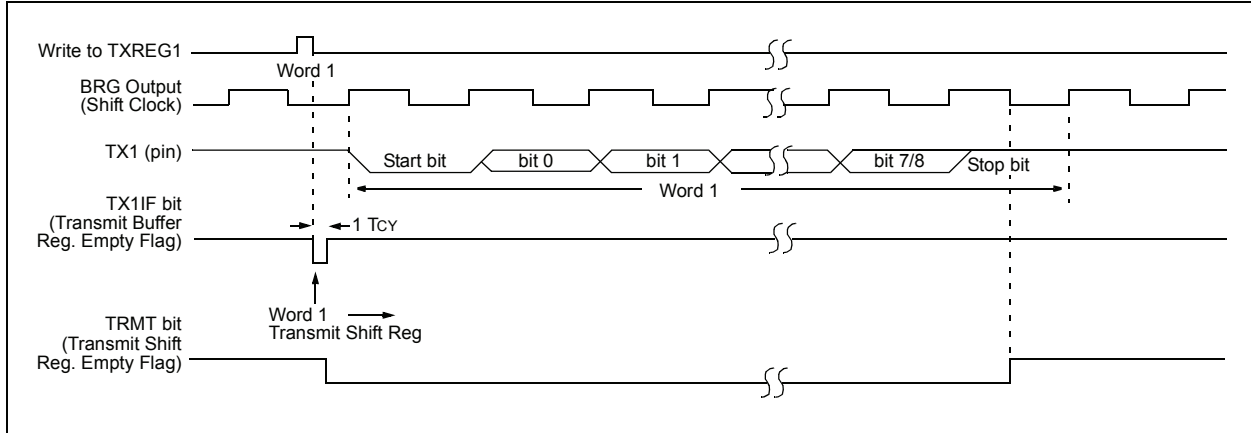 Write to TXREG1
Word 1
BRG Output
(Shift Clock)
TX1 (pin)
Start bit
bit 0
bit 1
bit 7/8
Stop bit
Word 1
TX1IF bit
(Transmit Buffer
Reg. Empty Flag)
1 TCY
Word 1
Transmit Shift Reg
TRMT bit
(Transmit Shift
Reg. Empty Flag)